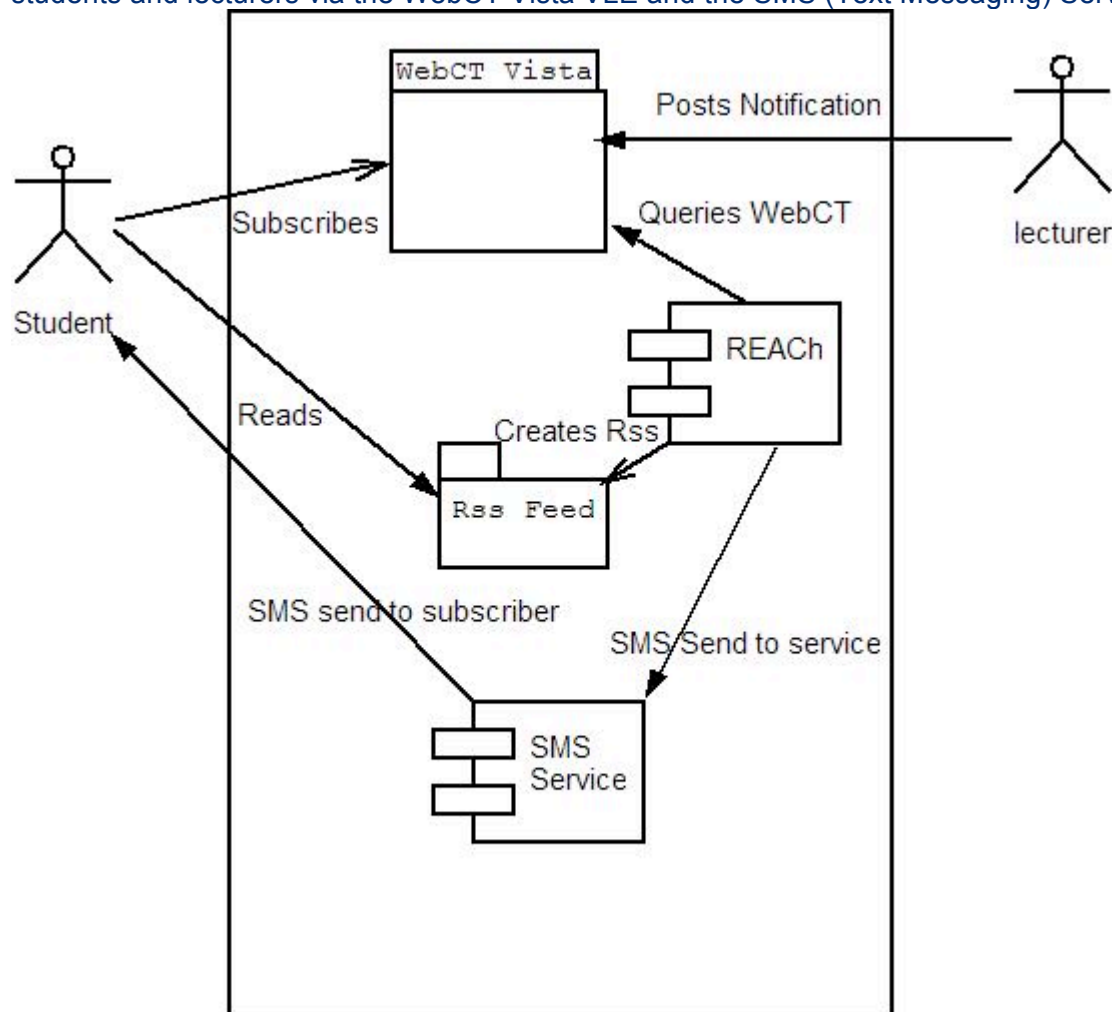 students and lecturers via the WebCT Vista VLE and the SMS (Text Messaging)
WebCT Vista
Posts Notification
Subscribes
Queries WebCT
lecturer
Student
REACh
Reads
Creates Rss
Rss Feed
SMS send to subscriber
SMS Send to service
SMS
Service